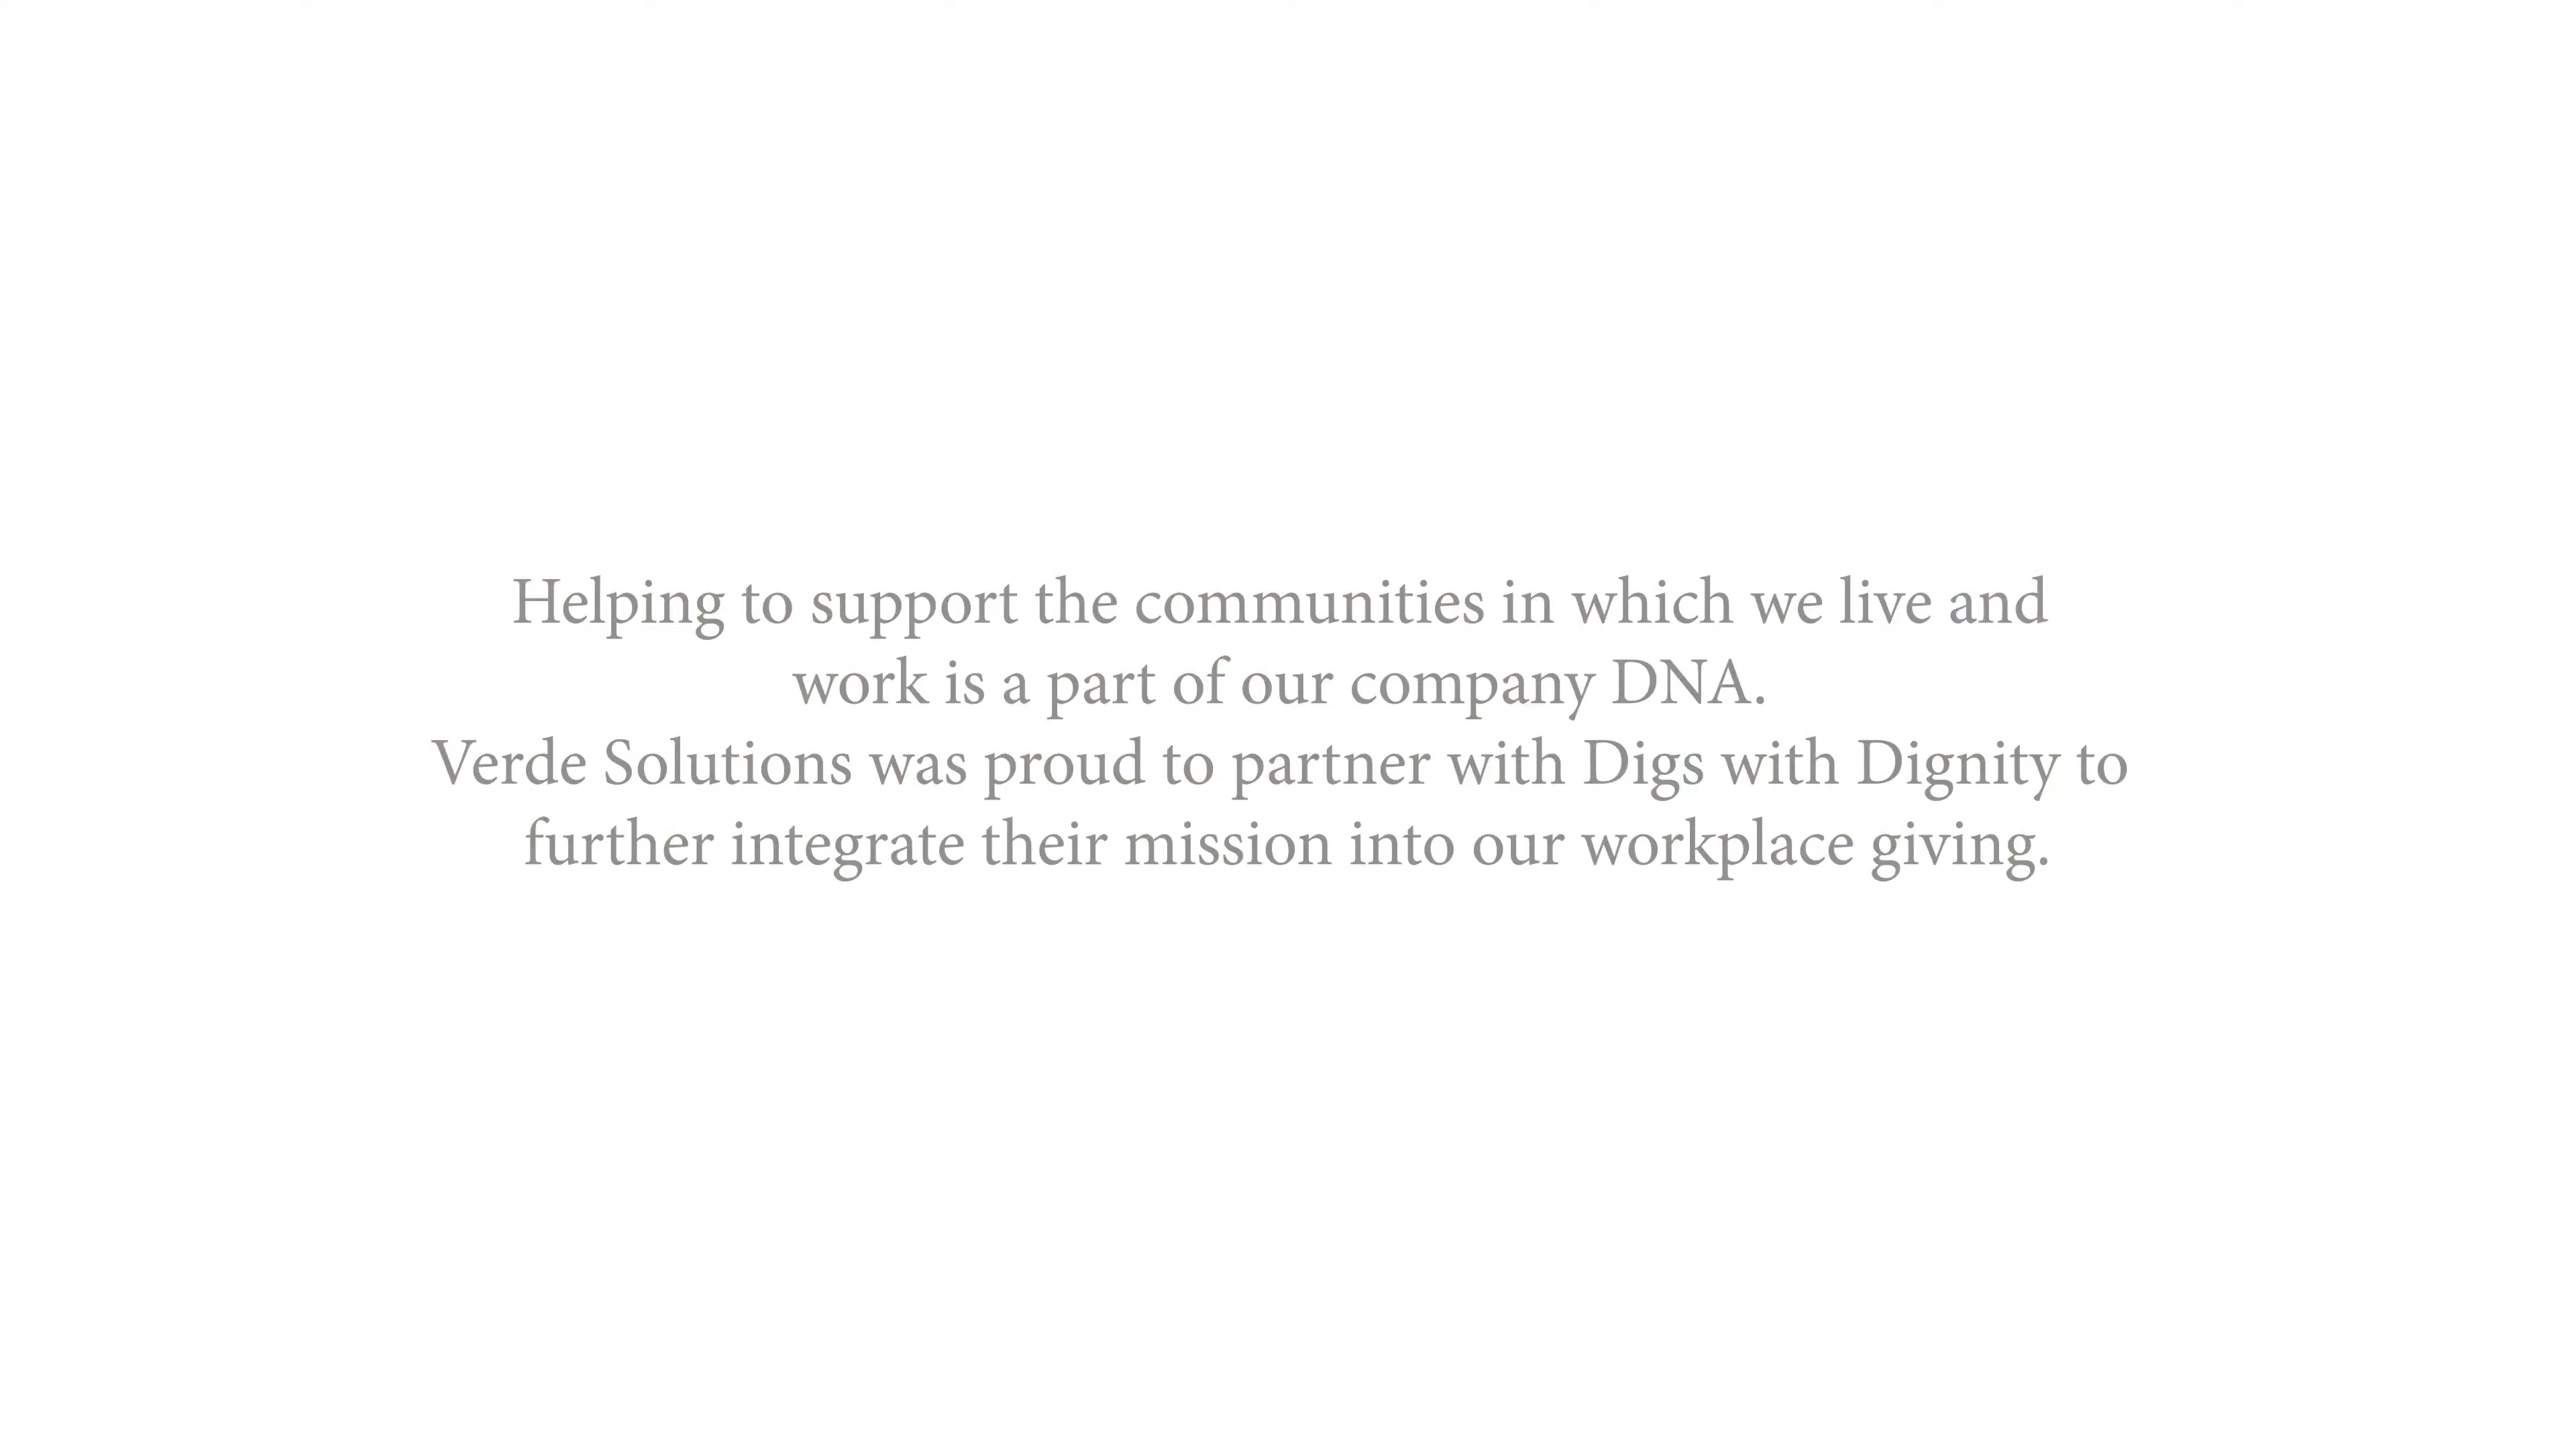 Helping to support the communities in which we live and
work is a part of our company DNA.
Verde Solutions was proud to partner with Digs with Dignity to
further integrate their mission into our workplace giving.